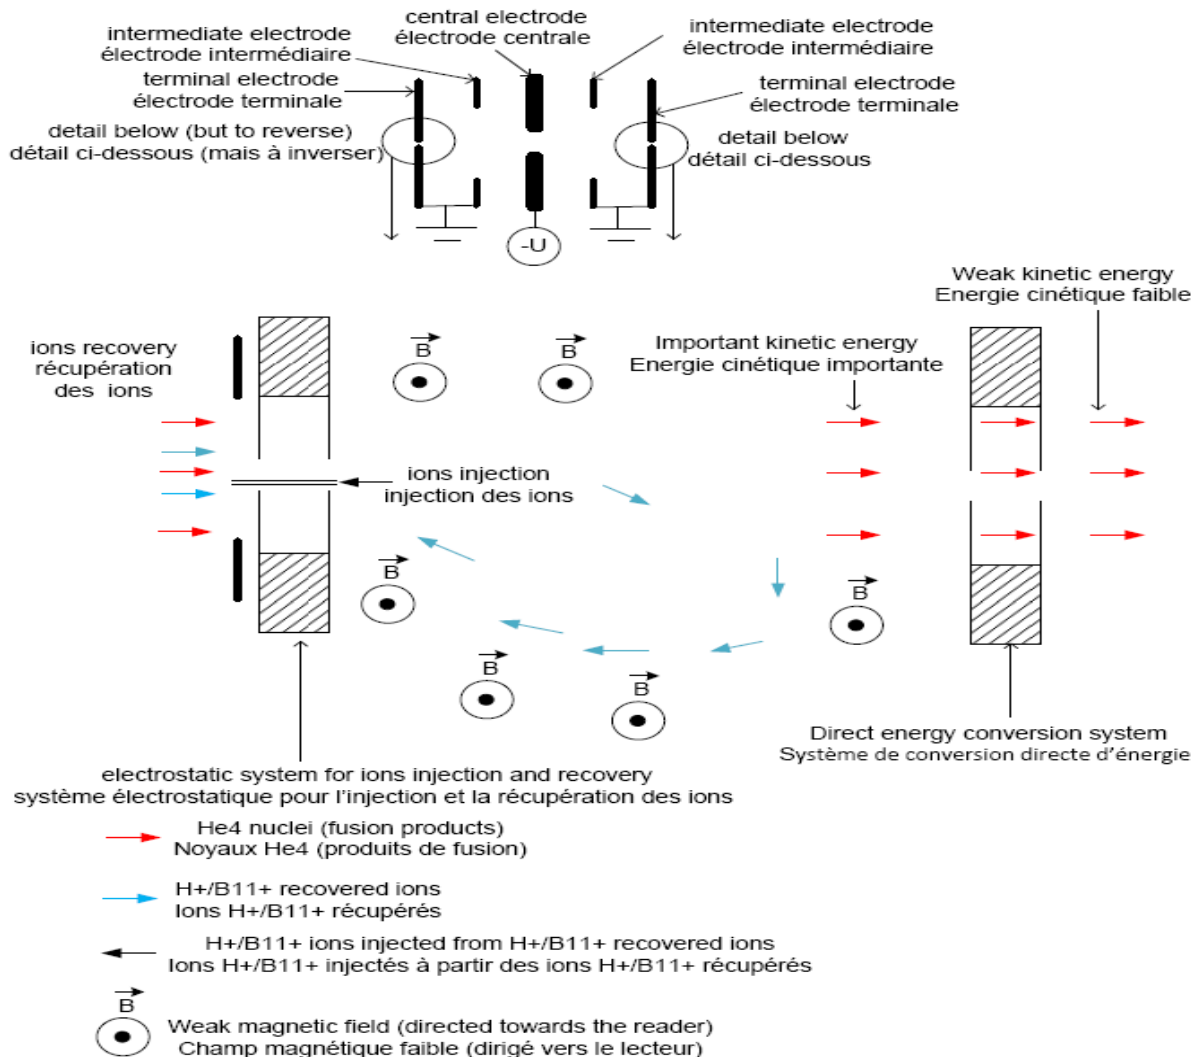 central electrode
électrode centrale
intermediate electrode
électrode intermédiaire
intermediate electrode
électrode intermédiaire
terminal electrode
électrode terminale
terminal electrode
électrode terminale
detail below (but to reverse)
détail ci-dessous (mais à inverser)
detail below
détail ci-dessous
-U
Weak kinetic energy
Energie cinétique faible
ions recovery
récupération
des ions
B
B
Important kinetic energy
Energie cinétique importante
ions injection
injection des ions
B
B
B
B
Direct energy conversion system
Système de conversion directe d'énergie
electrostatic system for ions injection and recovery
système électrostatique pour l'injection et la récupération des ions
He4 nuclei (fusion products)
Noyaux He4 (produits de fusion)
H+/B11+ recovered ions
Ions H+/B11+ récupérés
H+/B11+ ions injected from H+/B11+ recovered ions
Ions H+/B11+ injectés à partir des ions H+/B11+ récupérés
B
Weak magnetic field (directed towards the reader)
Champ magnétique faible (dirigé vers le lecteur)